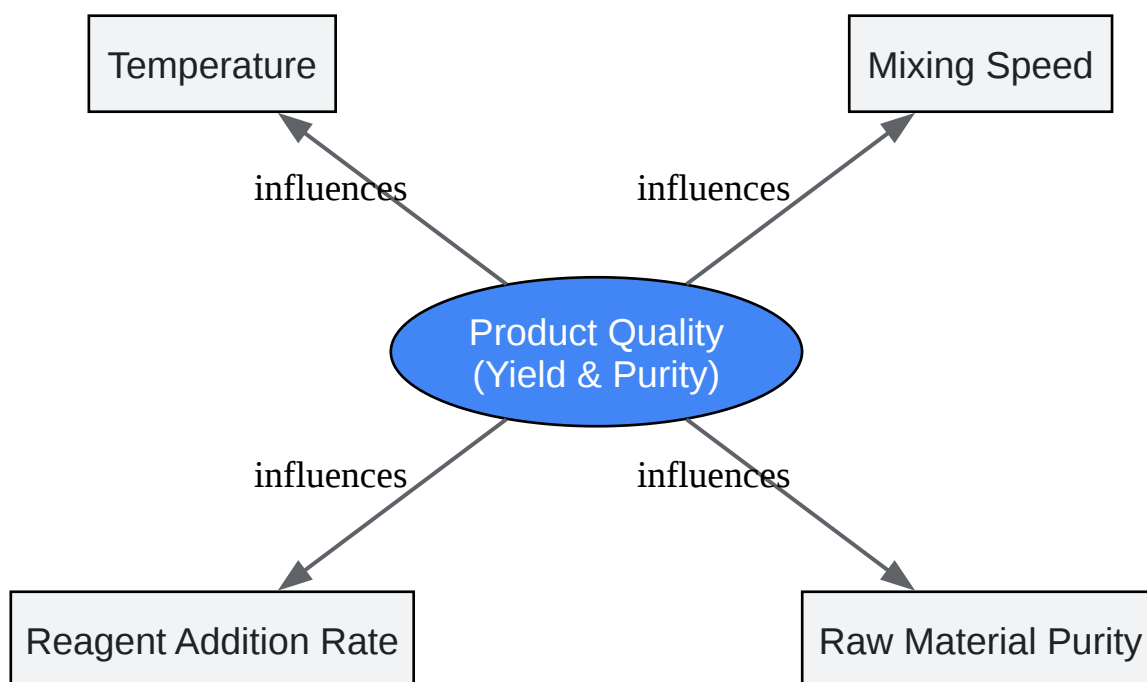 Temperature
Mixing Speed
influences
influences
Product Quality
(Yield & Purity)
influences
influences
Reagent Addition Rate
Raw Material Purity